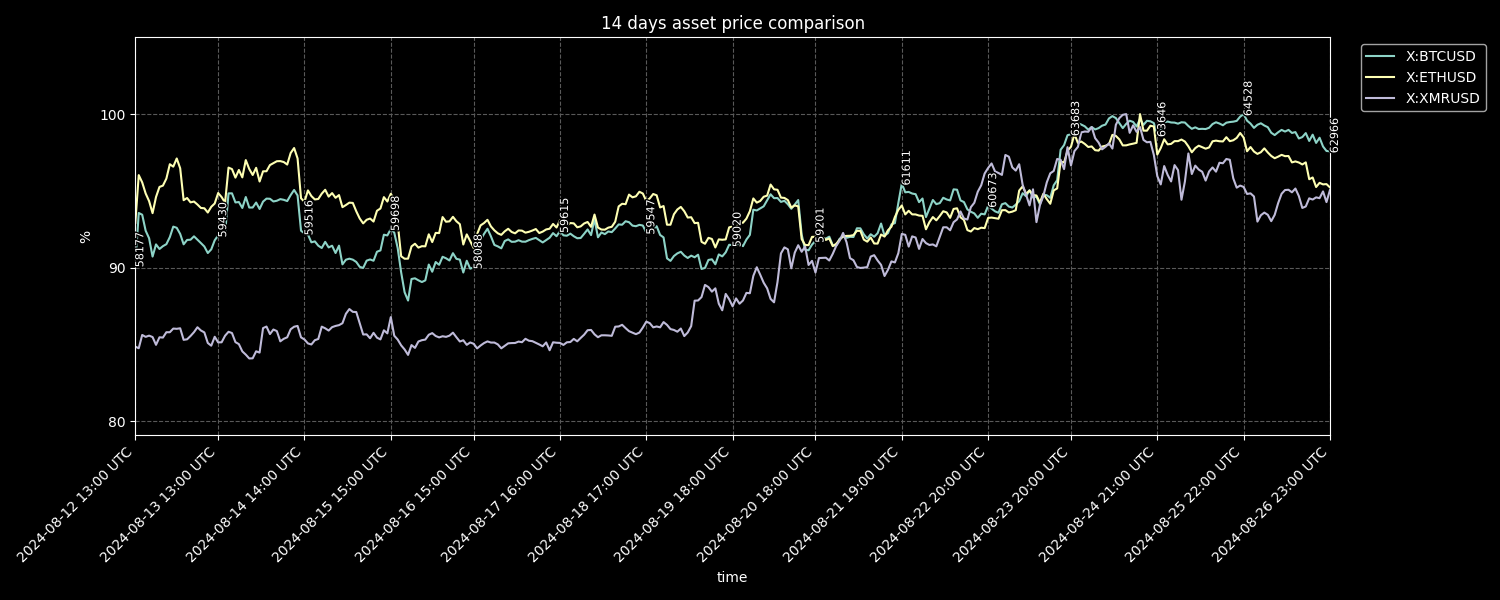 14 days asset price comparison
X:BTCUSD
X:ETHUSD
X:XMRUSD
100
90
80
%
58177
59430
59516
59698
58088
59615
59547
59020
59201
61611
60673
63683
63646
64528
62966
2024-08-12 13:00 UTC
2024-08-13 13:00 UTC
2024-08-14 14:00 UTC
2024-08-15 15:00 UTC
2024-08-16 15:00 UTC
2024-08-17 16:00 UTC
2024-08-18 17:00 UTC
2024-08-19 18:00 UTC
2024-08-20 18:00 UTC
2024-08-21 19:00 UTC
2024-08-22 20:00 UTC
2024-08-23 20:00 UTC
2024-08-24 21:00 UTC
2024-08-25 22:00 UTC
2024-08-26 23:00 UTC
time